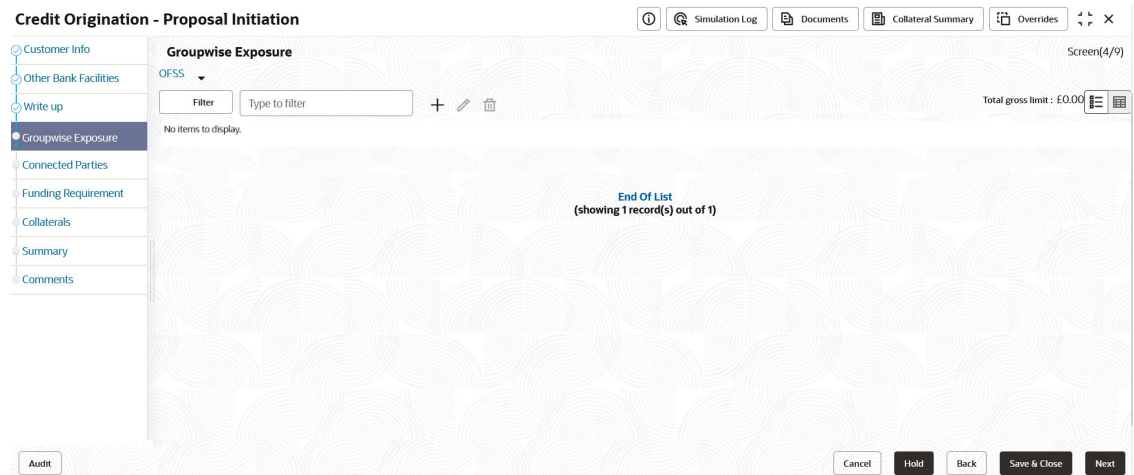 Credit Origination - Proposal Initiation
Simulation Log
Documents
Collateral Summary
Overrides
Customer Info
Other Bank Facilities
Write up
Groupwise Exposure
Connected Parties
Funding Requirement
Collaterals
Summary
Comments
Groupwise Exposure
Screen(4/9)
OFSS
Filter
Type to filter
Total gross limit : £0.00
No items to display.
End Of List
(showing 1 record(s) out of 1)
Audit
Cancel
Hold
Back
Save & Close
Next